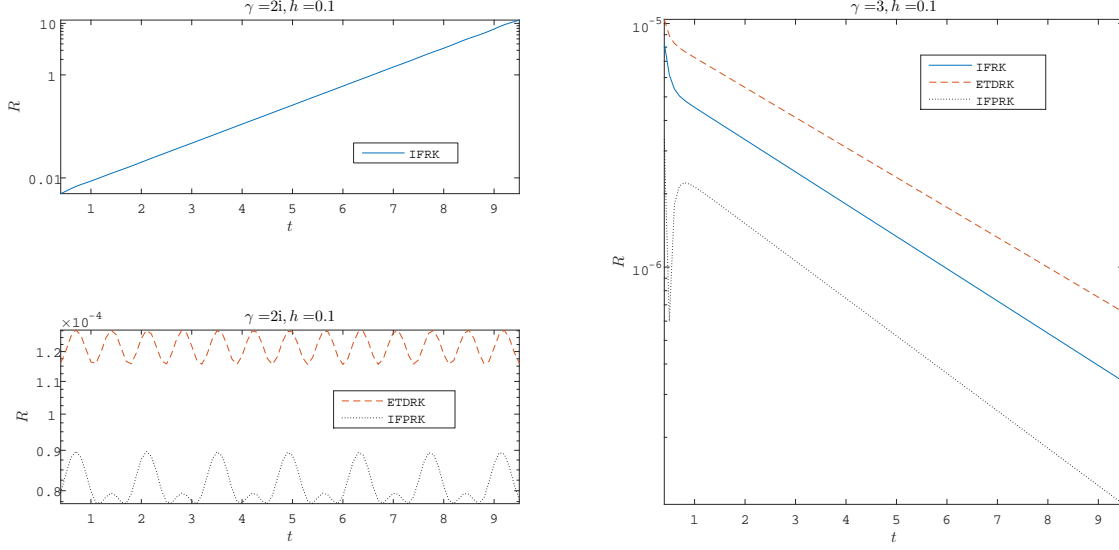 γ =2i, h =0.1
10
1
0.01
R
IFRK
1 2 3 4 5 6 7 8 9
t
γ =2i, h =0.1
×10⁻⁴
1.2
1.1
1
0.9
0.8
R
ETDRK
IFPRK
1 2 3 4 5 6 7 8 9
t
γ =3, h =0.1
10⁻⁵
10⁻⁶
R
IFRK
ETDRK
IFPRK
1 2 3 4 5 6 7 8 9
t